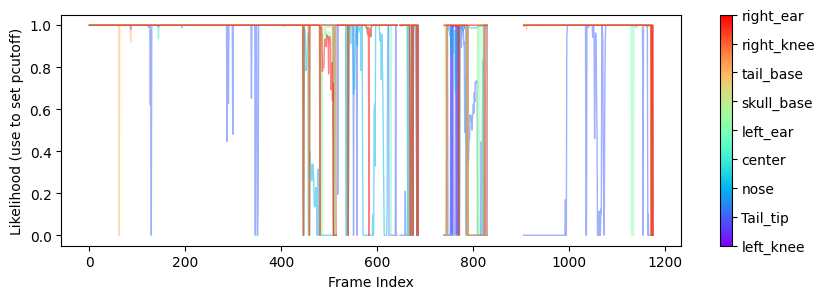 Likelihood (use to set pcutoff)
1.0
0.8
0.6
0.4
0.2
0.0
0
200
400
600
800
1000
1200
Frame Index
right_ear
right_knee
tail_base
skull_base
left_ear
center
nose
Tail_tip
left_knee